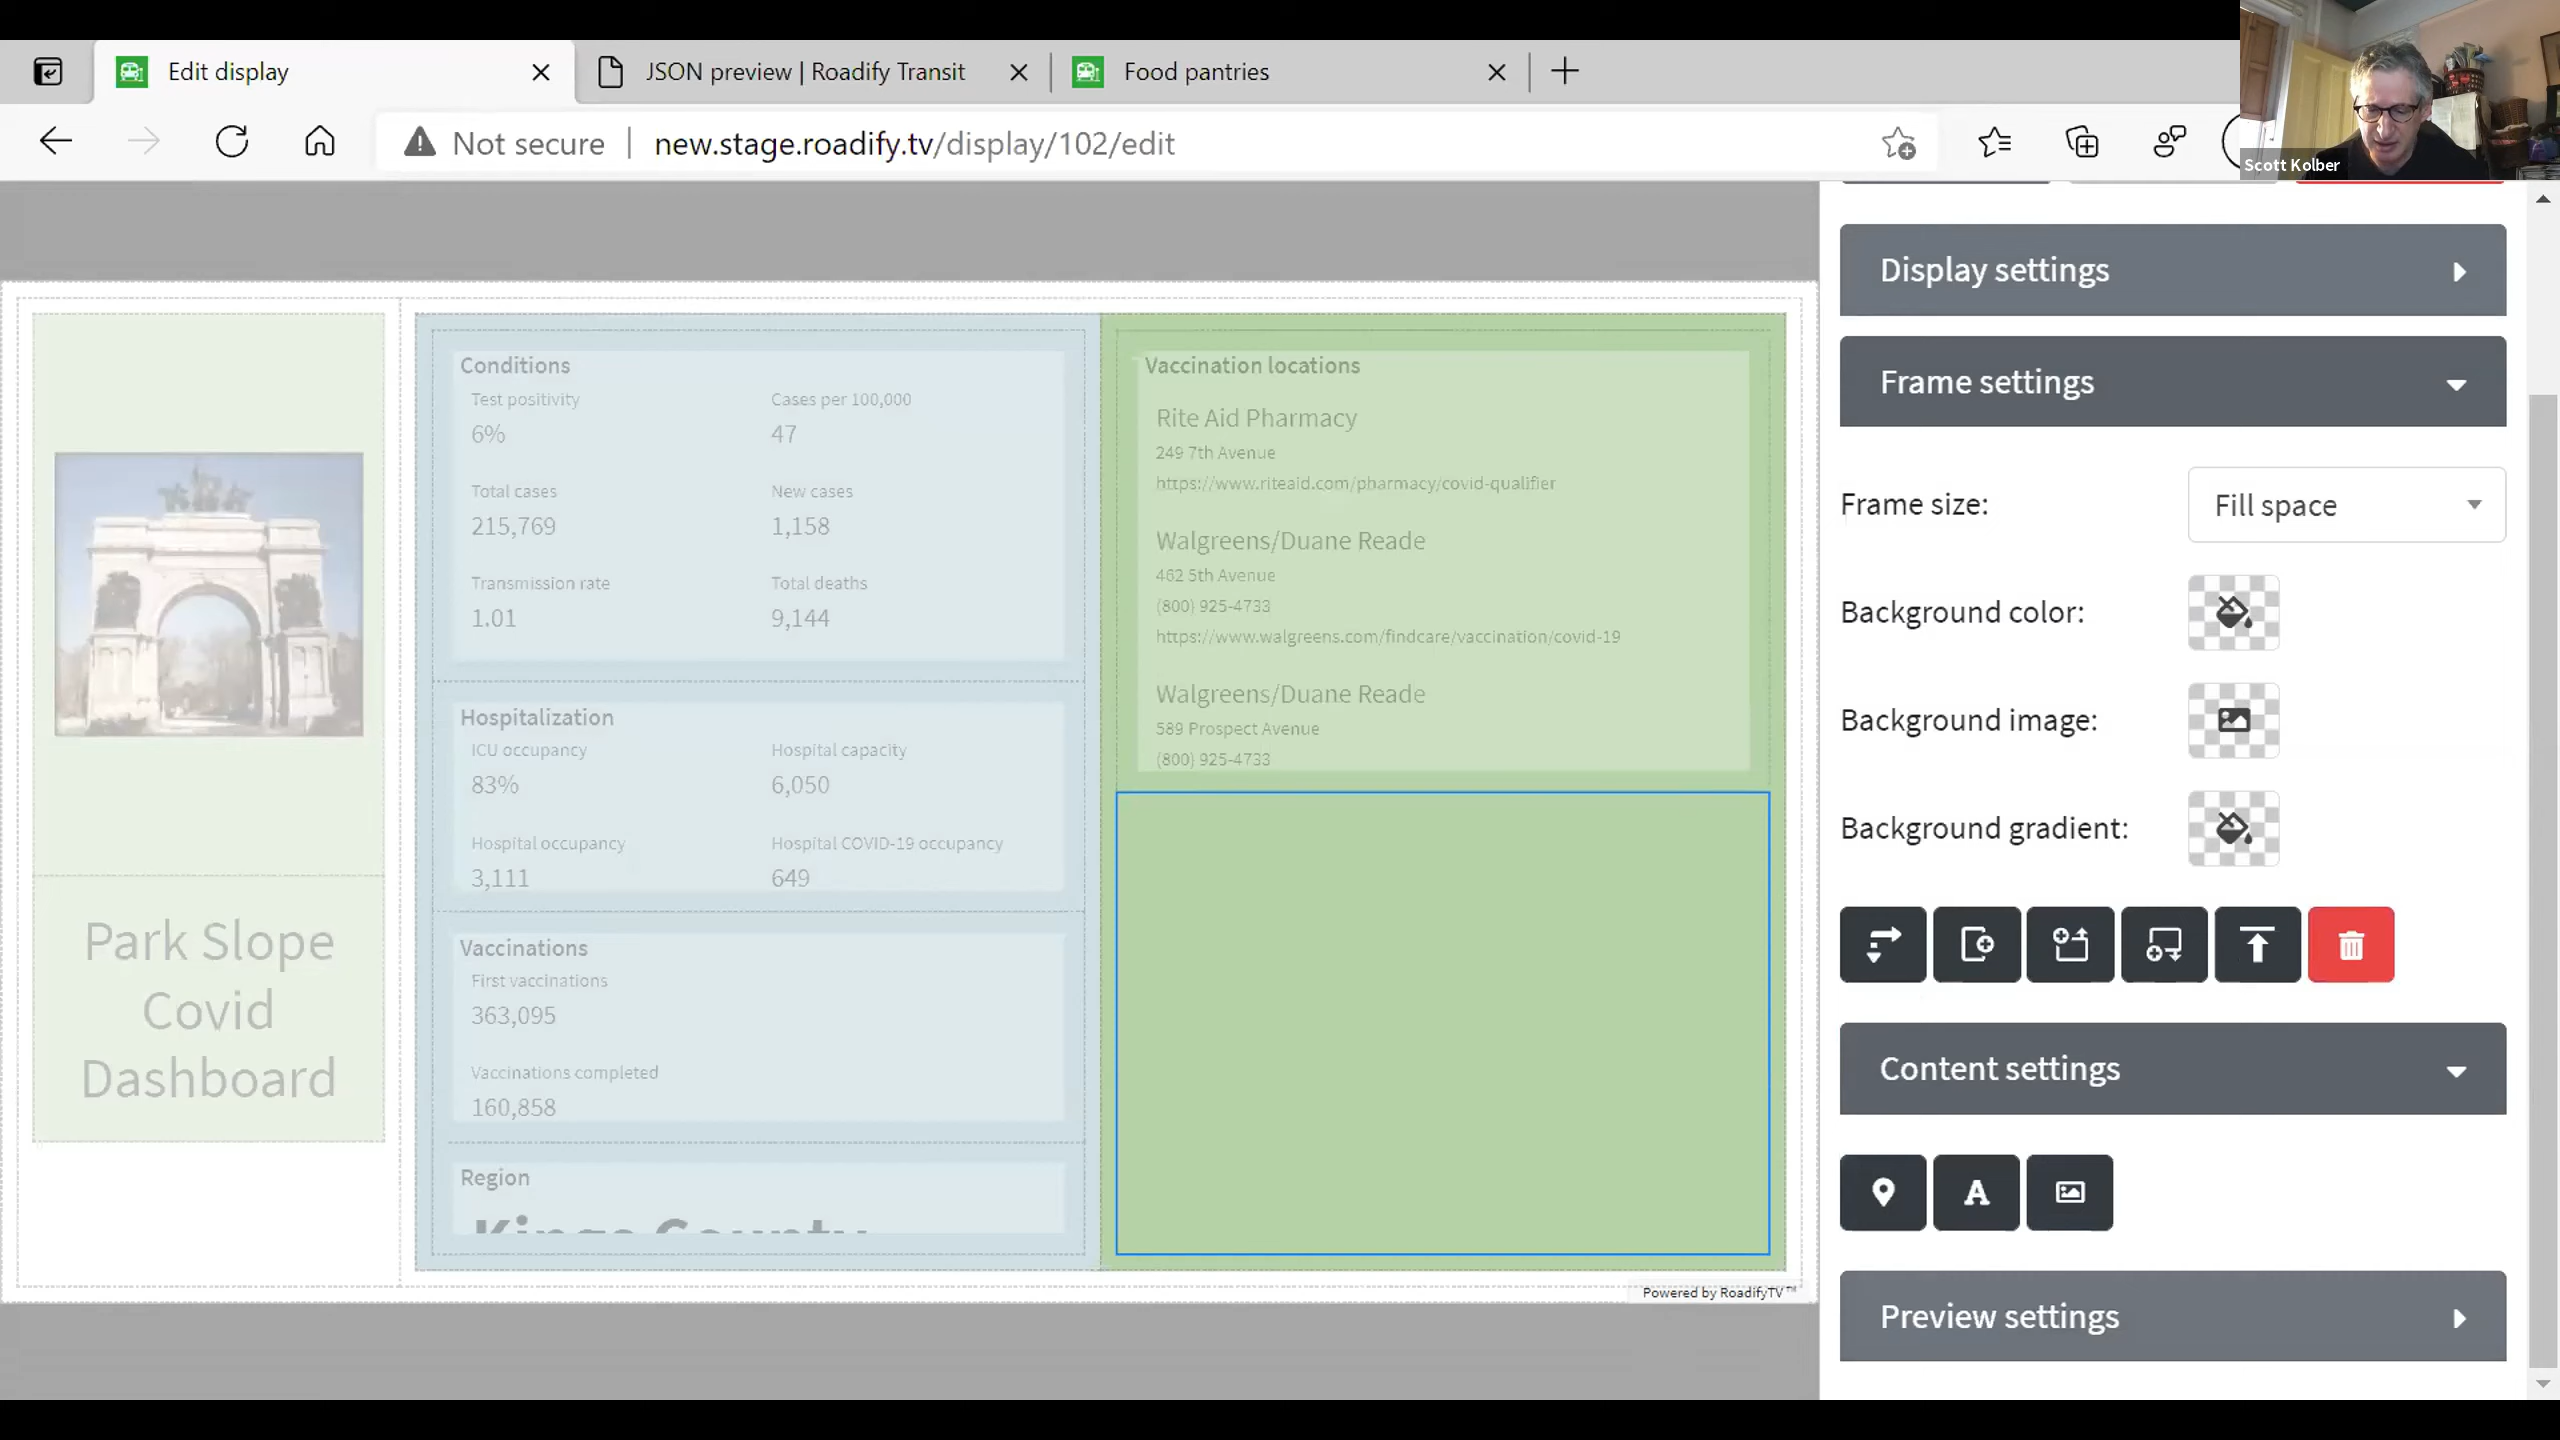 Edit display
JSON preview | Roadify Transit
Food pantries
Not secure
new.stage.roadify.tv/display/102/edit
Scott Kolber
Park Slope
Covid
Dashboard
Conditions
Test positivity Cases per 100,000
6% 47
Total cases New cases
215,769 1,158
Transmission rate Total deaths
1.01 9,144
Hospitalization
ICU occupancy Hospital capacity
83% 6,050
Hospital occupancy Hospital COVID-19 occupancy
3,111 649
Vaccinations
First vaccinations
363,095
Vaccinations completed
160,858
Region
Kings County
Vaccination locations
Rite Aid Pharmacy
249 7th Avenue
https://www.riteaid.com/pharmacy/covid-qualifier
Walgreens/Duane Reade
462 5th Avenue
(800) 925-4733
https://www.walgreens.com/findcare/vaccination/covid-19
Walgreens/Duane Reade
589 Prospect Avenue
(800) 925-4733
Powered by RoadifyTV™
Display settings
Frame settings
Frame size: Fill space
Background color:
Background image:
Background gradient:
Content settings
A
Preview settings